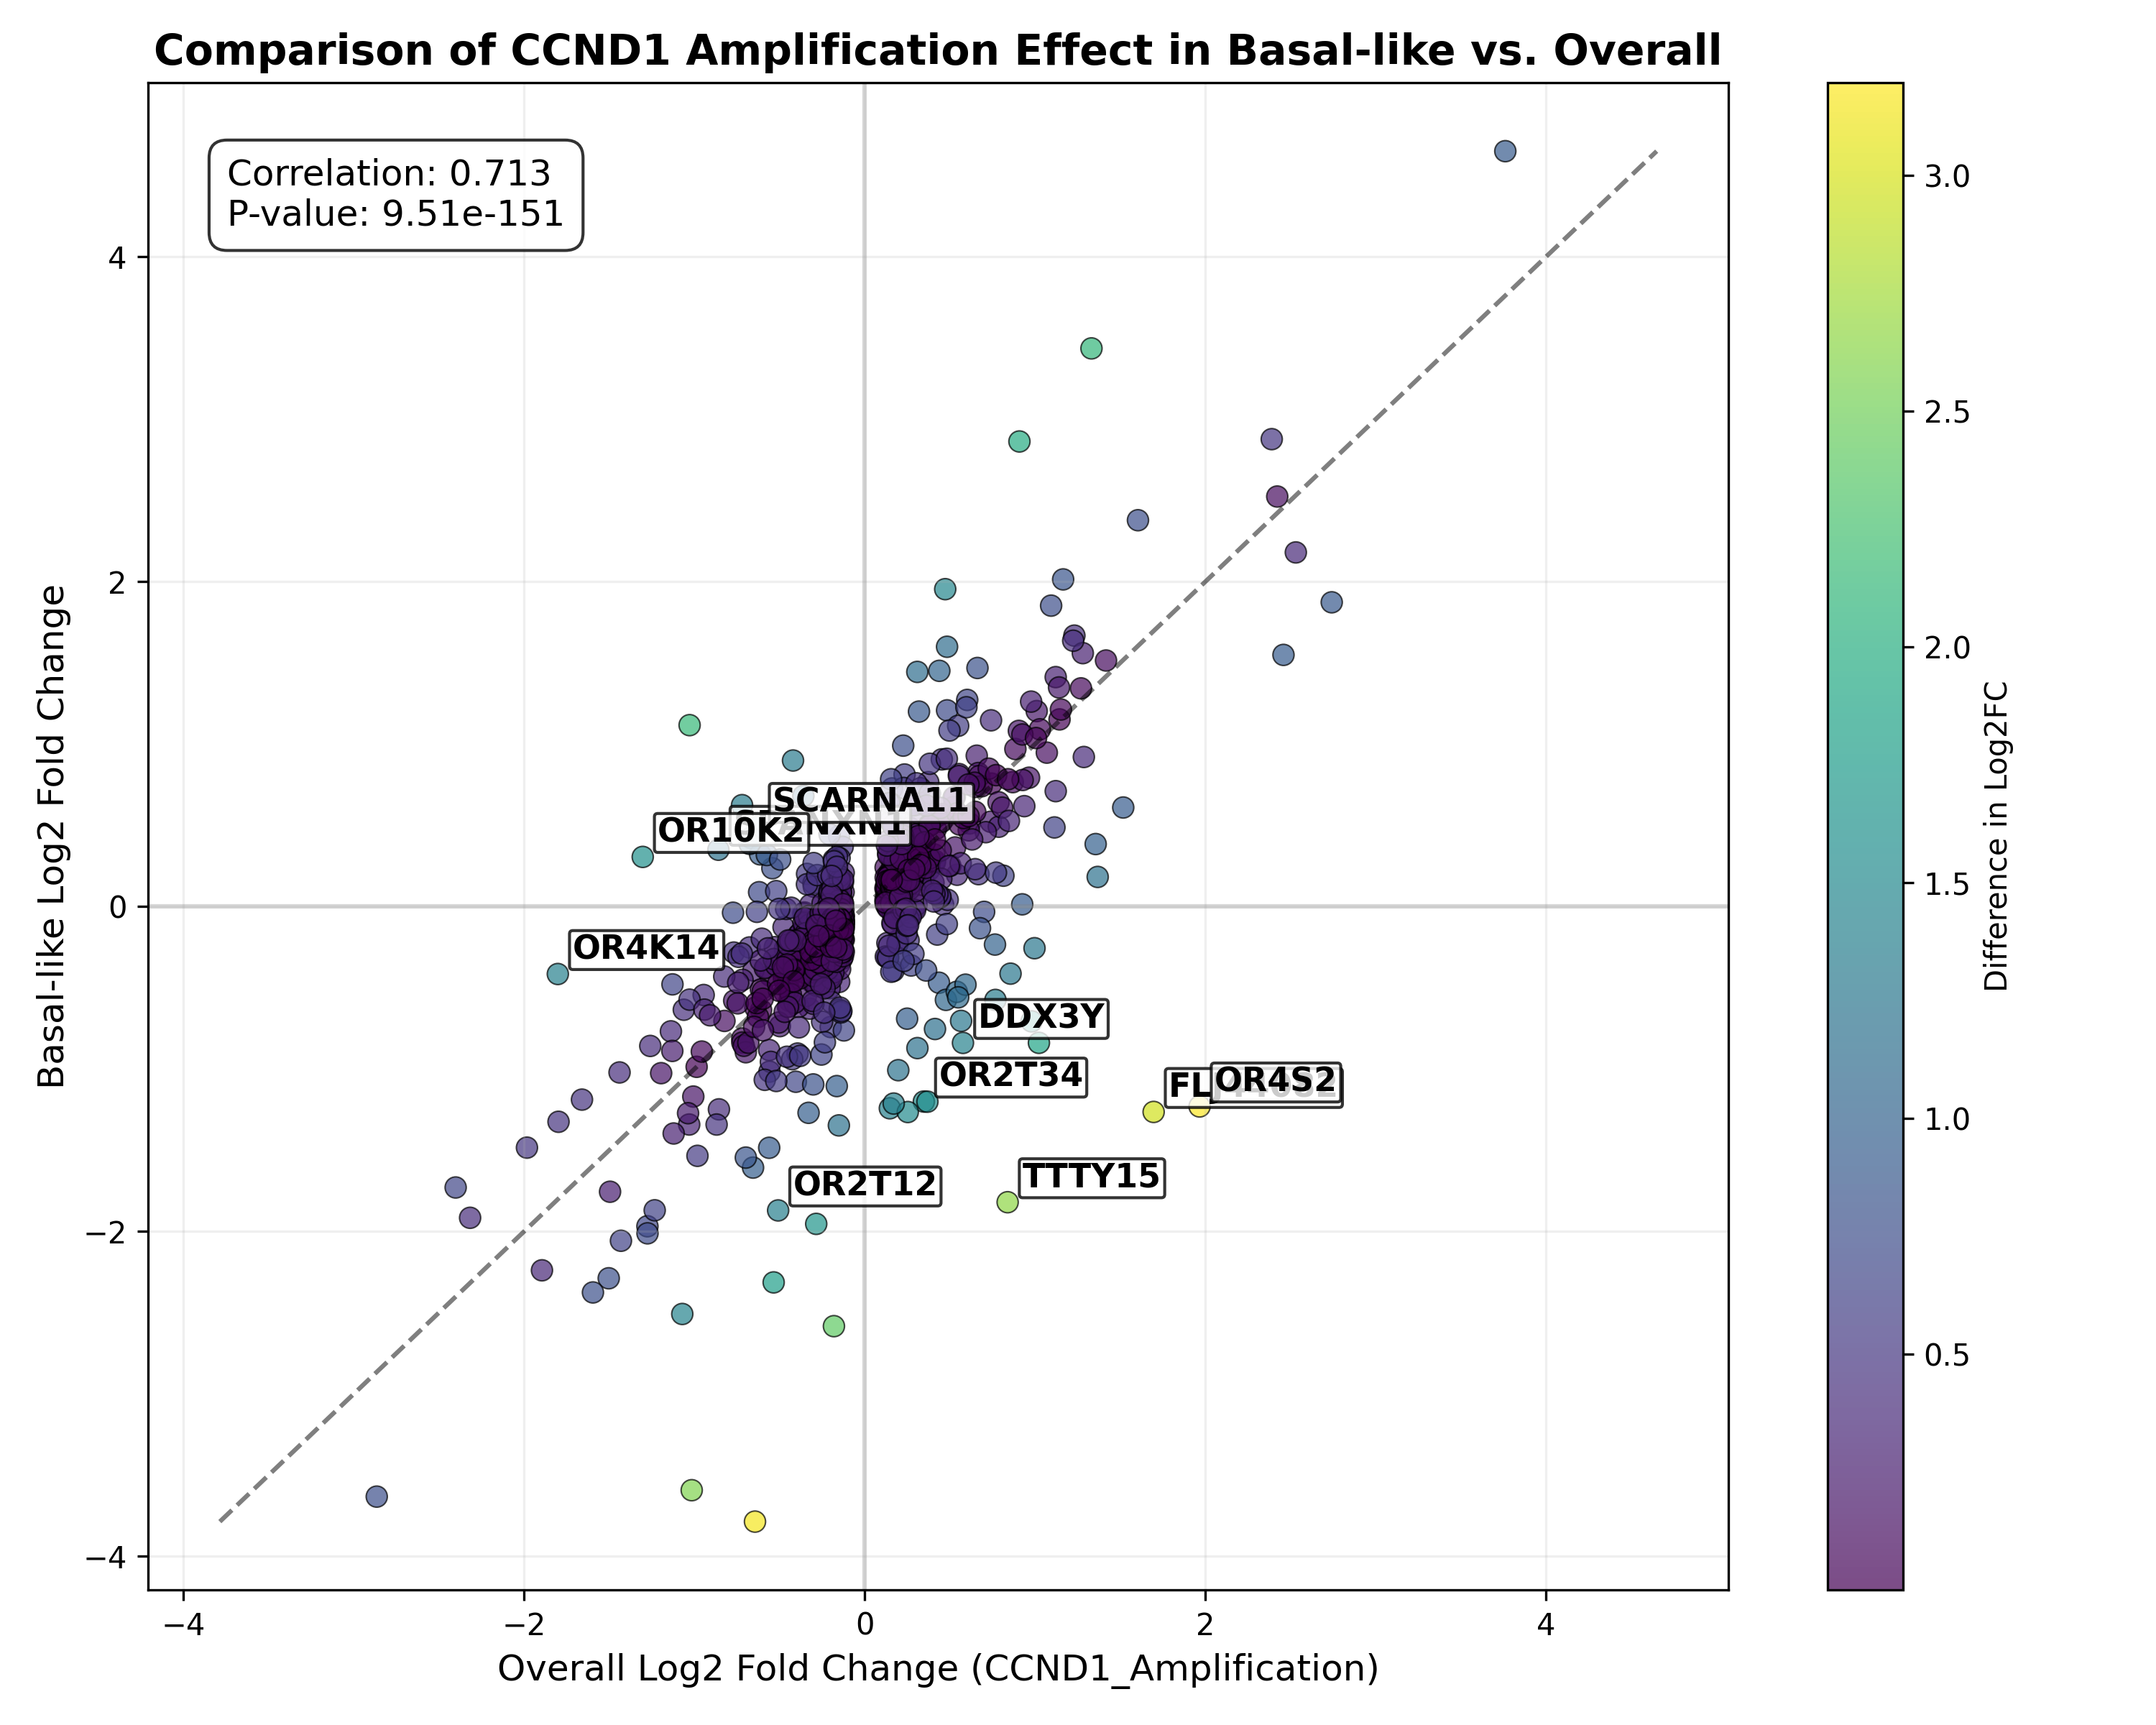 Comparison of CCND1 Amplification Effect in Basal-like vs. Overall
Correlation: 0.713
P-value: 9.51e-151
Basal-like Log2 Fold Change
4
2
0
−2
−4
SCARNA11
OR10K2
OR4K14
DDX3Y
OR2T34
OR4S2
OR2T12
TTTY15
−4
−2
0
2
4
Overall Log2 Fold Change (CCND1_Amplification)
3.0
2.5
2.0
1.5
1.0
0.5
Difference in Log2FC